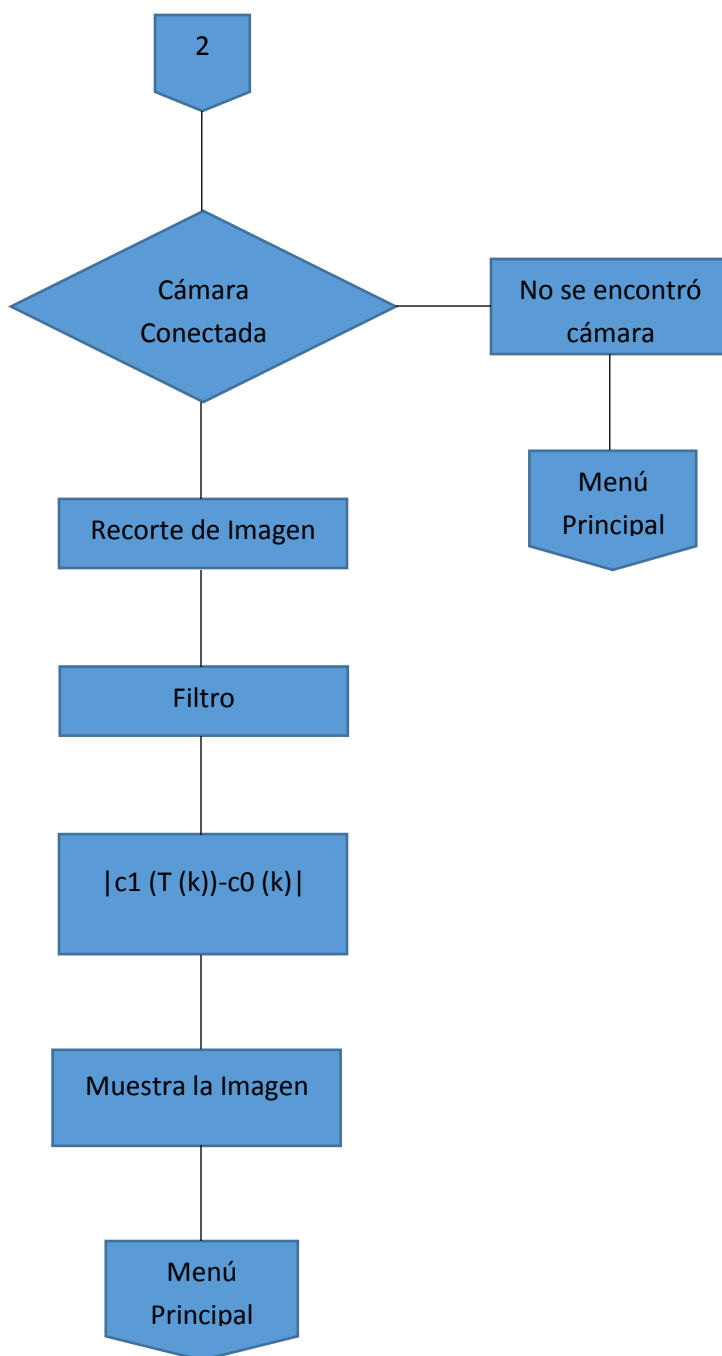 2
Cámara
Conectada
No se encontró
cámara
Menú
Principal
Recorte de Imagen
Filtro
|c1 (T (k))-c0 (k)|
Muestra la Imagen
Menú
Principal